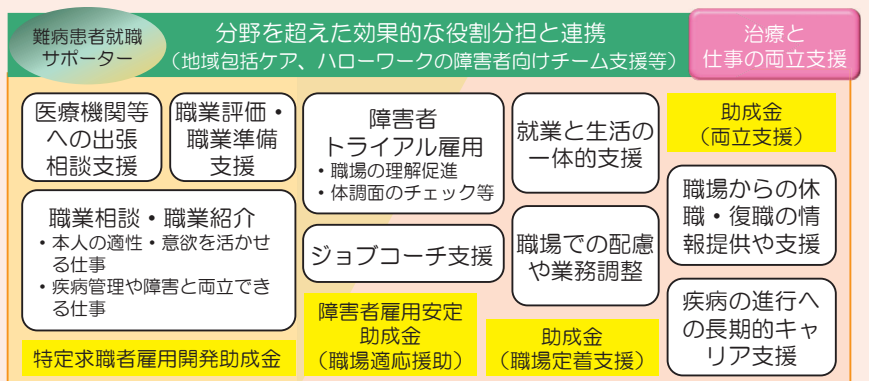 難病患者就職
サポーター
分野を超えた効果的な役割分担と連携
（地域包括ケア、ハローワークの障害者向けチーム支援等）
治療と
仕事の両立支援
医療機関等
への出張
相談支援
職業評価・
職業準備
支援
職業相談・職業紹介
・本人の適性・意欲を活かせ
る仕事
・疾病管理や障害と両立でき
る仕事
特定求職者雇用開発助成金
障害者
トライアル雇用
・職場の理解促進
・体調面のチェック等
ジョブコーチ支援
障害者雇用安定
助成金
（職場適応援助）
就業と生活の
一体的支援
職場での配慮
や業務調整
助成金
（職場定着支援）
助成金
（両立支援）
職場からの休
職・復職の情
報提供や支援
疾病の進行へ
の長期的キャ
リア支援